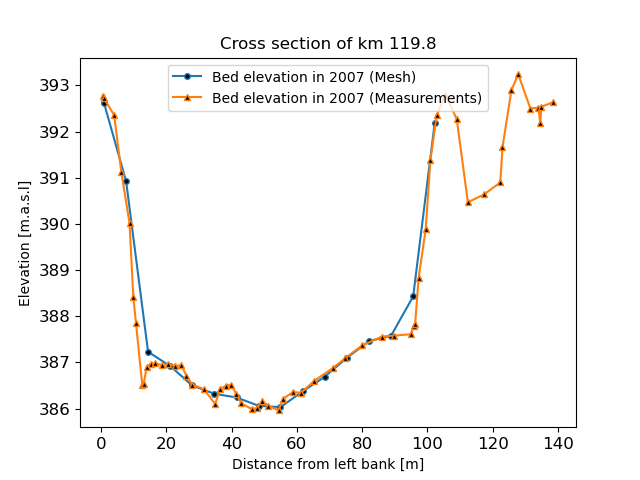 Cross section of km 119.8
Bed elevation in 2007 (Mesh)
Bed elevation in 2007 (Measurements)
393
392
391
390
389
388
387
386
Elevation [m.a.s.l]
0 20 40 60 80 100 120 140
Distance from left bank [m]